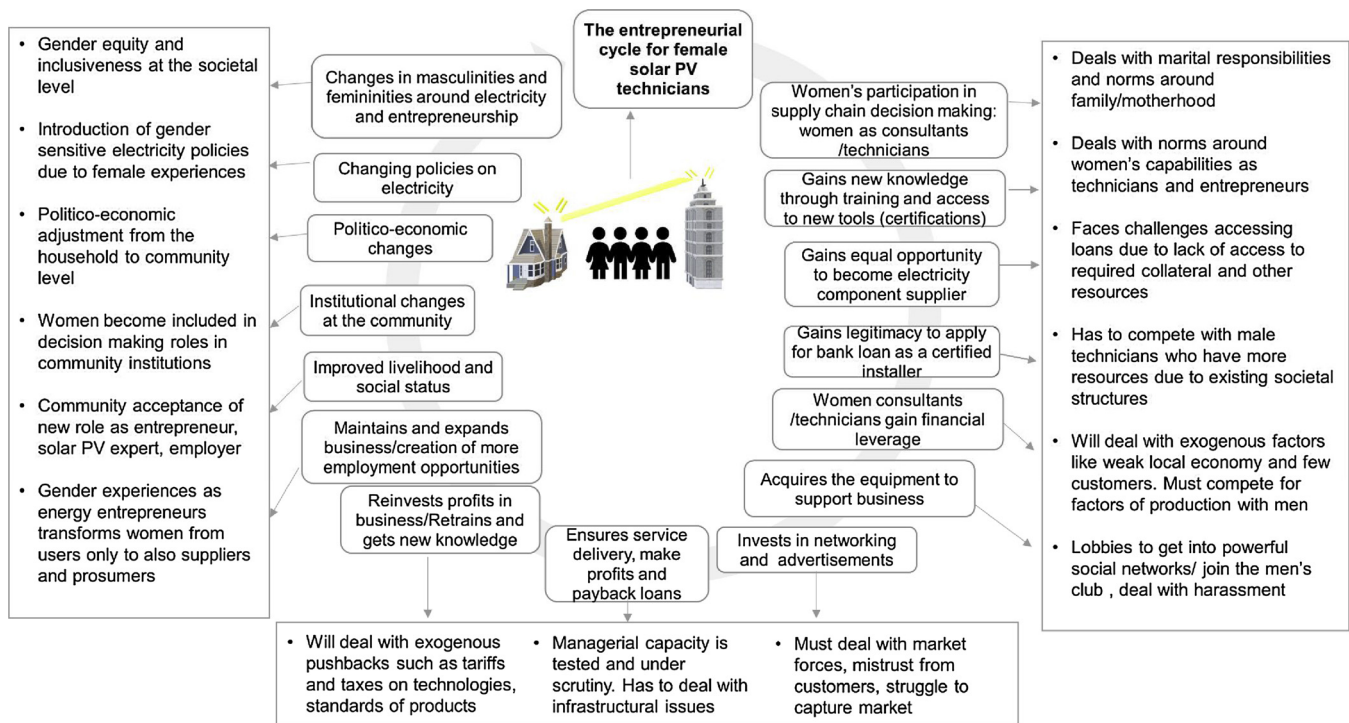 The entrepreneurial
cycle for female
solar PV
technicians
• Gender equity and
inclusiveness at the societal
level
• Introduction of gender
sensitive electricity policies
due to female experiences
• Politico-economic
adjustment from the
household to community
level
• Women become included in
decision making roles in
community institutions
• Community acceptance of
new role as entrepreneur,
solar PV expert, employer
• Gender experiences as
energy entrepreneurs
transforms women from
users only to also suppliers
and prosumers
Changes in masculinities and
femininities around electricity
and entrepreneurship
Changing policies on
electricity
Politico-economic
changes
Institutional changes
at the community
Improved livelihood and
social status
Maintains and expands
business/creation of more
employment opportunities
Reinvests profits in
business/Retrains and
gets new knowledge
Ensures service
delivery, make
profits and
payback loans
Invests in networking
and advertisements
Acquires the equipment to
support business
Women consultants
/technicians gain financial
leverage
Gains legitimacy to apply
for bank loan as a certified
installer
Gains equal opportunity
to become electricity
component supplier
Gains new knowledge
through training and access
to new tools (certifications)
Women's participation in
supply chain decision making:
women as consultants
/technicians
• Deals with marital responsibilities
and norms around
family/motherhood
• Deals with norms around
women's capabilities as
technicians and entrepreneurs
• Faces challenges accessing
loans due to lack of access to
required collateral and other
resources
• Has to compete with male
technicians who have more
resources due to existing societal
structures
• Will deal with exogenous factors
like weak local economy and few
customers. Must compete for
factors of production with men
• Lobbies to get into powerful
social networks/ join the men's
club , deal with harassment
• Will deal with exogenous
pushbacks such as tariffs
and taxes on technologies,
standards of products
• Managerial capacity is
tested and under
scrutiny. Has to deal with
infrastructural issues
• Must deal with market
forces, mistrust from
customers, struggle to
capture market